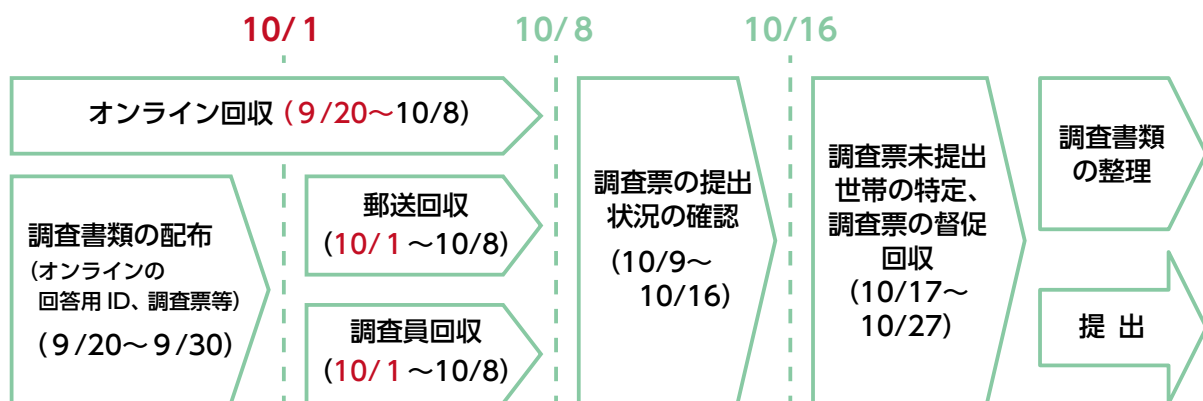 10/1
10/8
10/16
オンライン回収（9/20～10/8）
調査書類の配布
（オンラインの
回答用ID、調査票等）
（9/20～9/30）
郵送回収
（10/1～10/8）
調査員回収
（10/1～10/8）
調査票の提出
状況の確認
（10/9～
10/16）
調査票未提出
世帯の特定、
調査票の督促
回収
（10/17～
10/27）
調査書類
の整理
提出